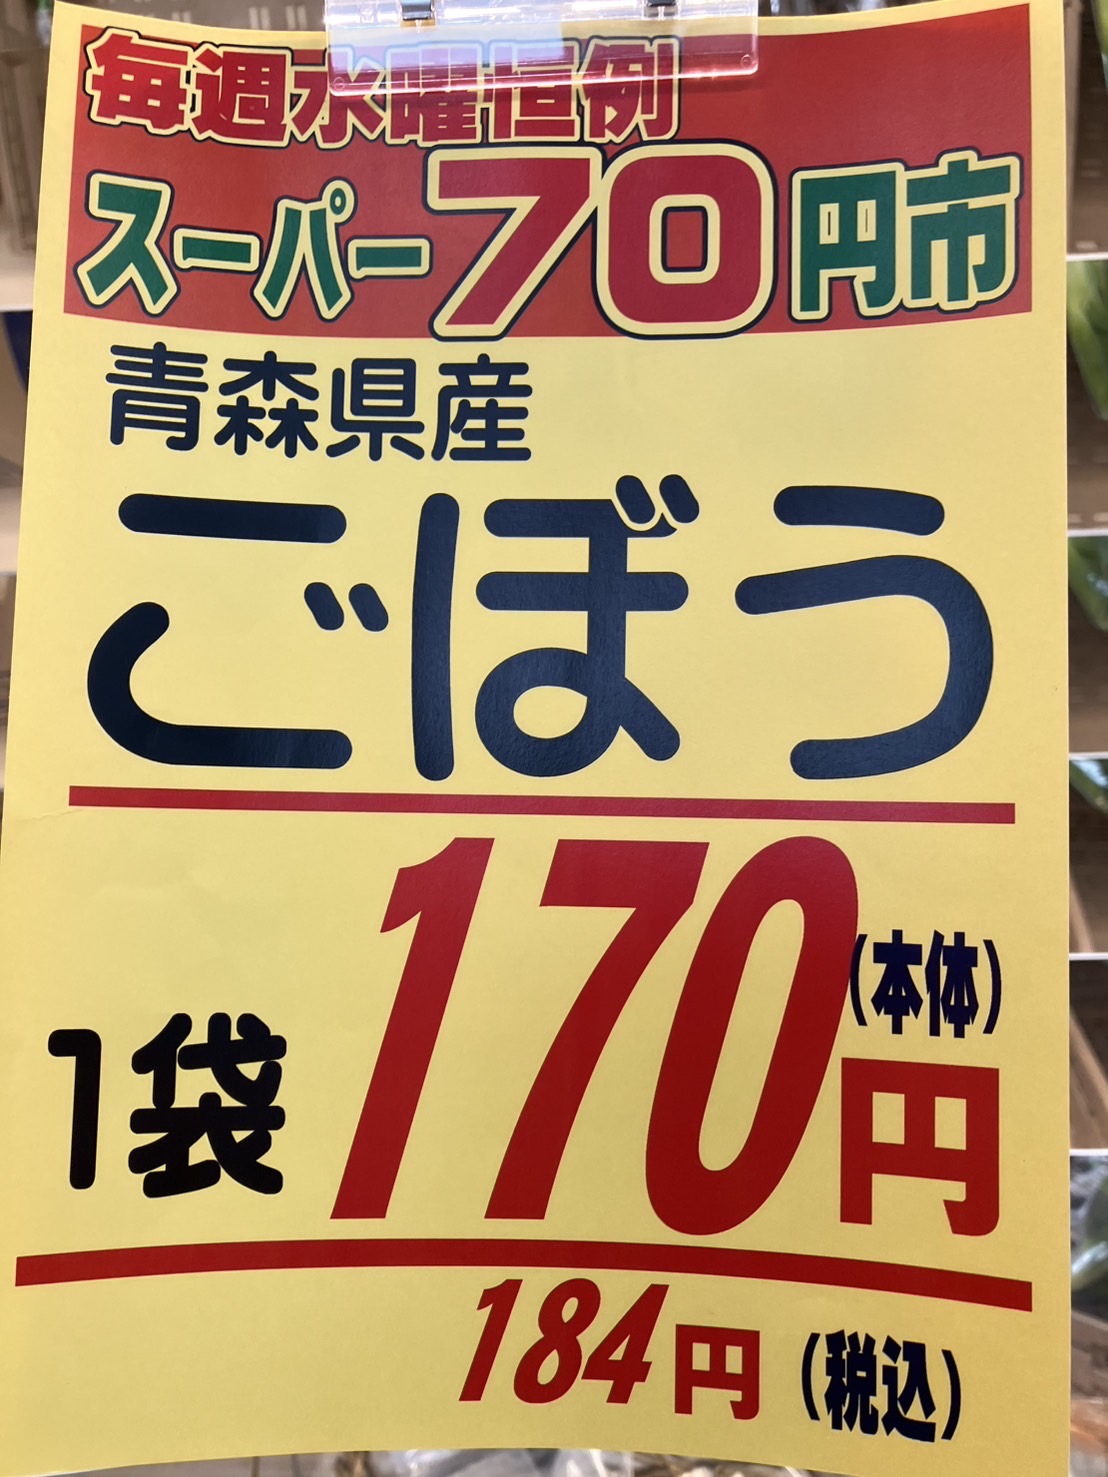 毎週水曜恒例
スーパー70円市
青森県産
ごぼう
1袋 170円 (本体)
184円 (税込)